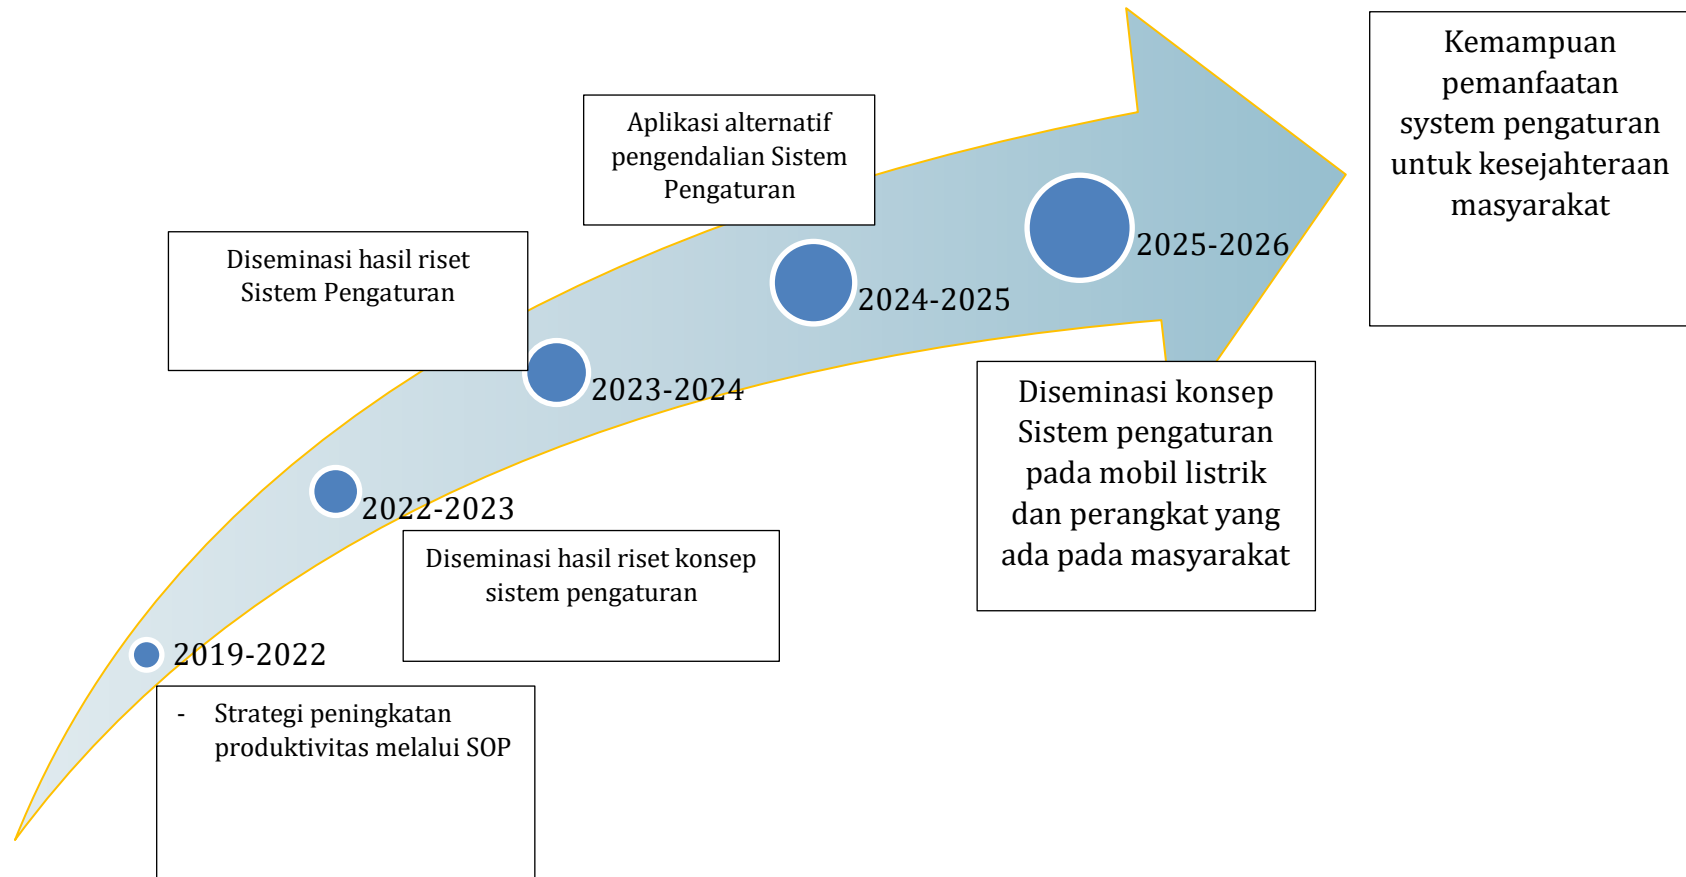 Kemampuan
pemanfaatan
system pengaturan
untuk kesejahteraan
masyarakat
Aplikasi alternatif
pengendalian Sistem
Pengaturan
2025-2026
Diseminasi hasil riset
Sistem Pengaturan
2024-2025
2023-2024
Diseminasi konsep
Sistem pengaturan
pada mobil listrik
dan perangkat yang
ada pada masyarakat
2022-2023
Diseminasi hasil riset konsep
sistem pengaturan
2019-2022
- Strategi peningkatan
produktivitas melalui SOP